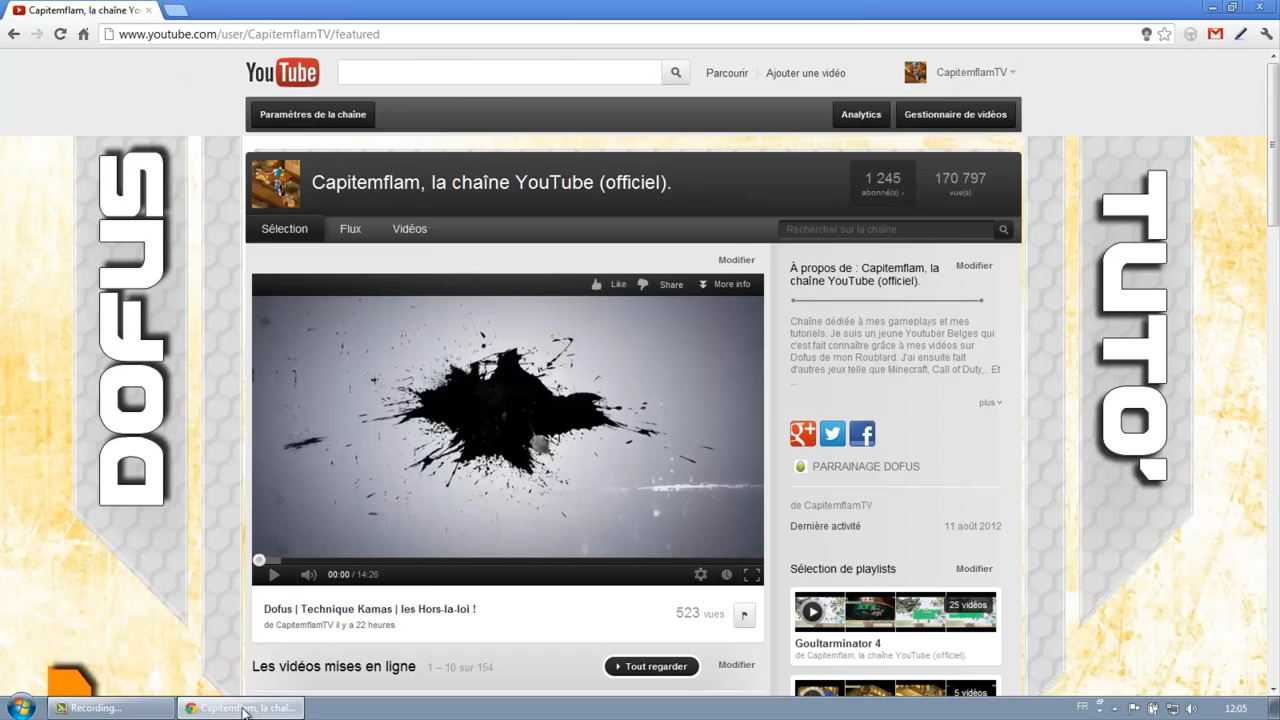 Capitemflam, la chaîne YouT
www.youtube.com/user/CapitemflamTV/featured
YouTube
Parcourir
Ajouter une vidéo
CapitemflamTV
Paramètres de la chaîne
Analytics
Gestionnaire de vidéos
DOFUS
TUTO'
Capitemflam, la chaîne YouTube (officiel).
1 245
abonné(s)
170 797
vue(s)
Sélection
Flux
Vidéos
Rechercher sur la chaîne
Modifier
Like
Share
More info
00:00 / 14:26
Dofus | Technique Kamas | les Hors-la-loi !
de CapitemflamTV il y a 22 heures
523 vues
Les vidéos mises en ligne
1 – 10 sur 154
Tout regarder
Modifier
À propos de : Capitemflam, la
chaîne YouTube (officiel).
Modifier
Chaîne dédiée à mes gameplays et mes
tutoriels. Je suis un jeune Youtuber Belges qui
c'est fait connaître grâce à mes vidéos sur
Dofus de mon Roublard. J'ai ensuite fait
d'autres jeux telle que Minecraft, Call of Duty,.. Et
...
plus
PARRAINAGE DOFUS
de CapitemflamTV
Dernière activité
11 août 2012
Sélection de playlists
Modifier
25 vidéos
Goultarminator 4
de Capitemflam, la chaîne YouTube (officiel).
5 vidéos
Recording...
Capitemflam, la chaî...
FR
12:05